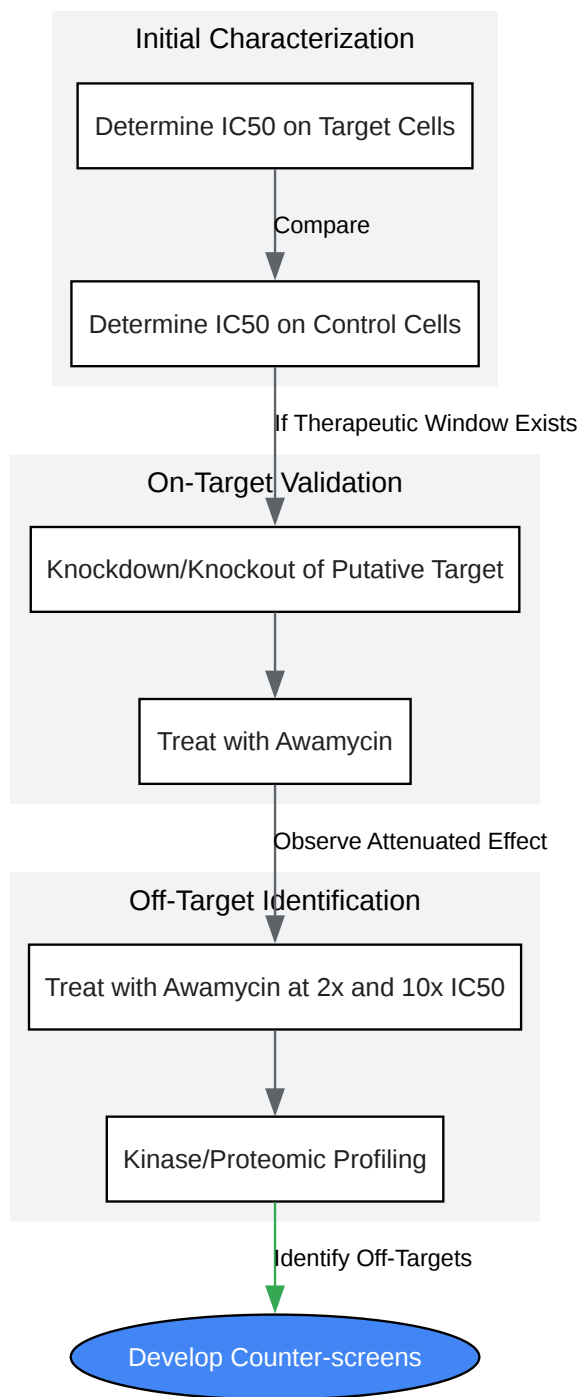 Initial Characterization
Determine IC50 on Target Cells
Compare
Determine IC50 on Control Cells
If Therapeutic Window Exists
On-Target Validation
Knockdown/Knockout of Putative Target
Treat with Awamycin
Observe Attenuated Effect
Off-Target Identification
Treat with Awamycin at 2x and 10x IC50
Kinase/Proteomic Profiling
Identify Off-Targets
Develop Counter-screens